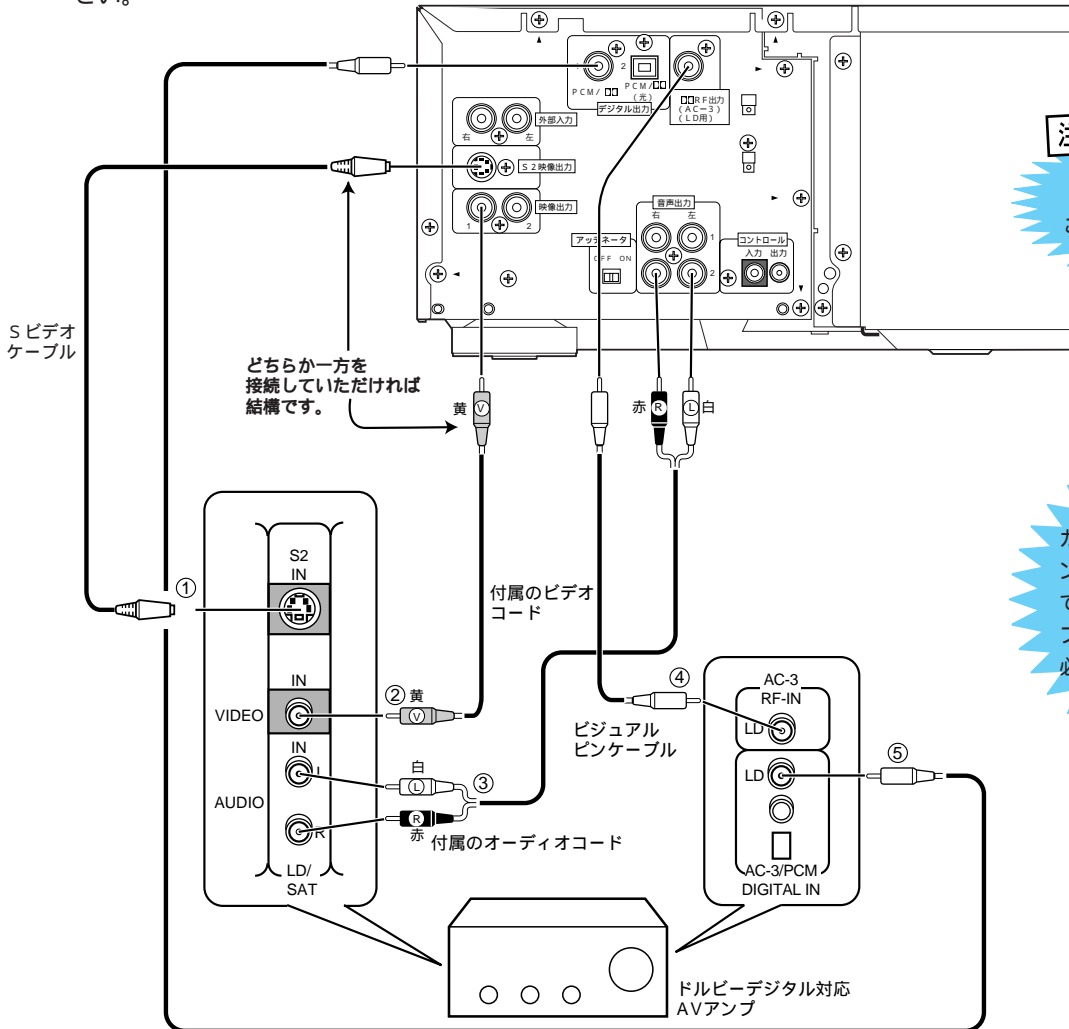 さい。
1
2
PCM/
PCM/
(光)
デジタル出力
RF出力
(AC-3)
(LD用)
外部入力
右
左
S2映像出力
映像出力
1
2
音声出力
右
左
1
2
アッテネータ
OFF ON
コントロール
入力 出力
Sビデオ
ケーブル
どちらか一方を
接続していただければ
結構です。
黄
V
赤
R
L
白
S2
IN
①
付属のビデオ
コード
IN
VIDEO
②
黄
V
IN
L
AUDIO
R
白
L
③
R
赤
付属のオーディオコード
LD/
SAT
④
ビジュアル
ピンケーブル
AC-3
RF-IN
LD
LD
⑤
AC-3/PCM
DIGITAL IN
ドルビーデジタル対応
AVアンプ
必